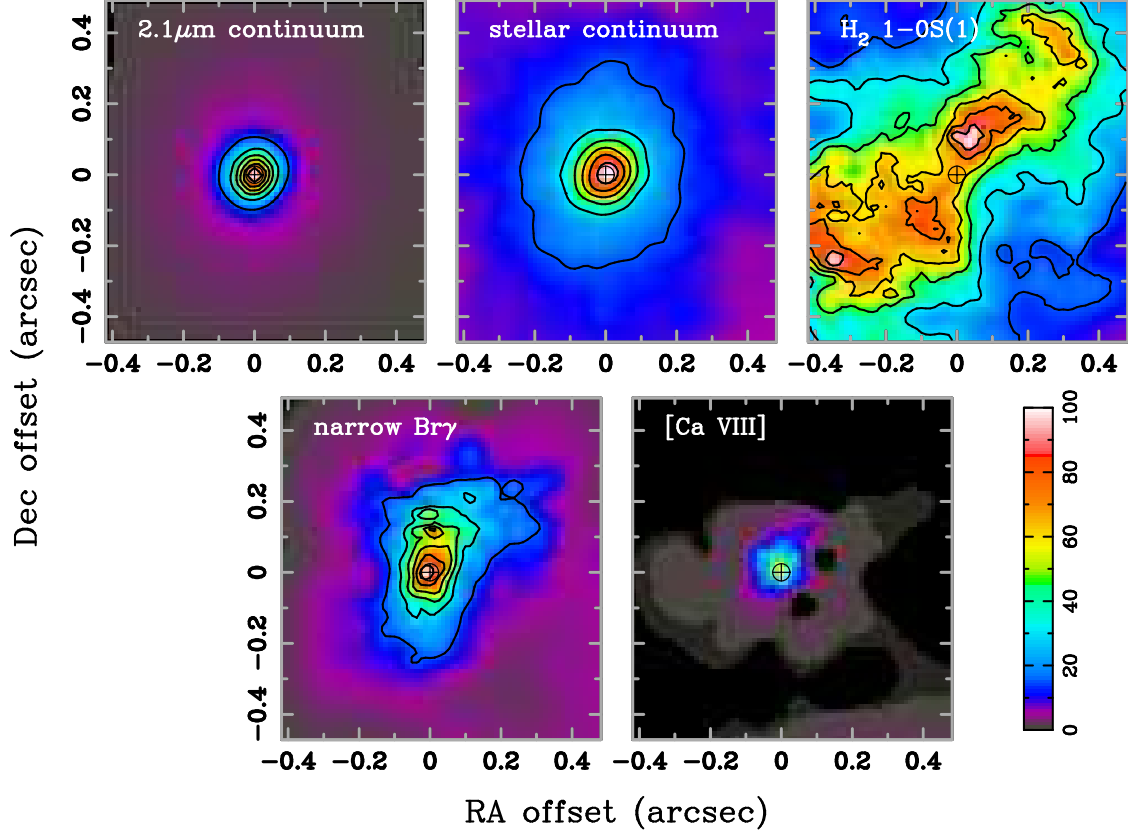 2.1μm continuum
stellar continuum
H₂ 1-0S(1)
0.4
0.2
0
−0.2
−0.4
−0.4 −0.2 0 0.2 0.4
−0.4 −0.2 0 0.2 0.4
−0.4 −0.2 0 0.2 0.4
Dec offset (arcsec)
narrow Brγ
[Ca VIII]
0.4
0.2
0
−0.2
−0.4
−0.4 −0.2 0 0.2 0.4
−0.4 −0.2 0 0.2 0.4
100
80
60
40
20
0
RA offset (arcsec)